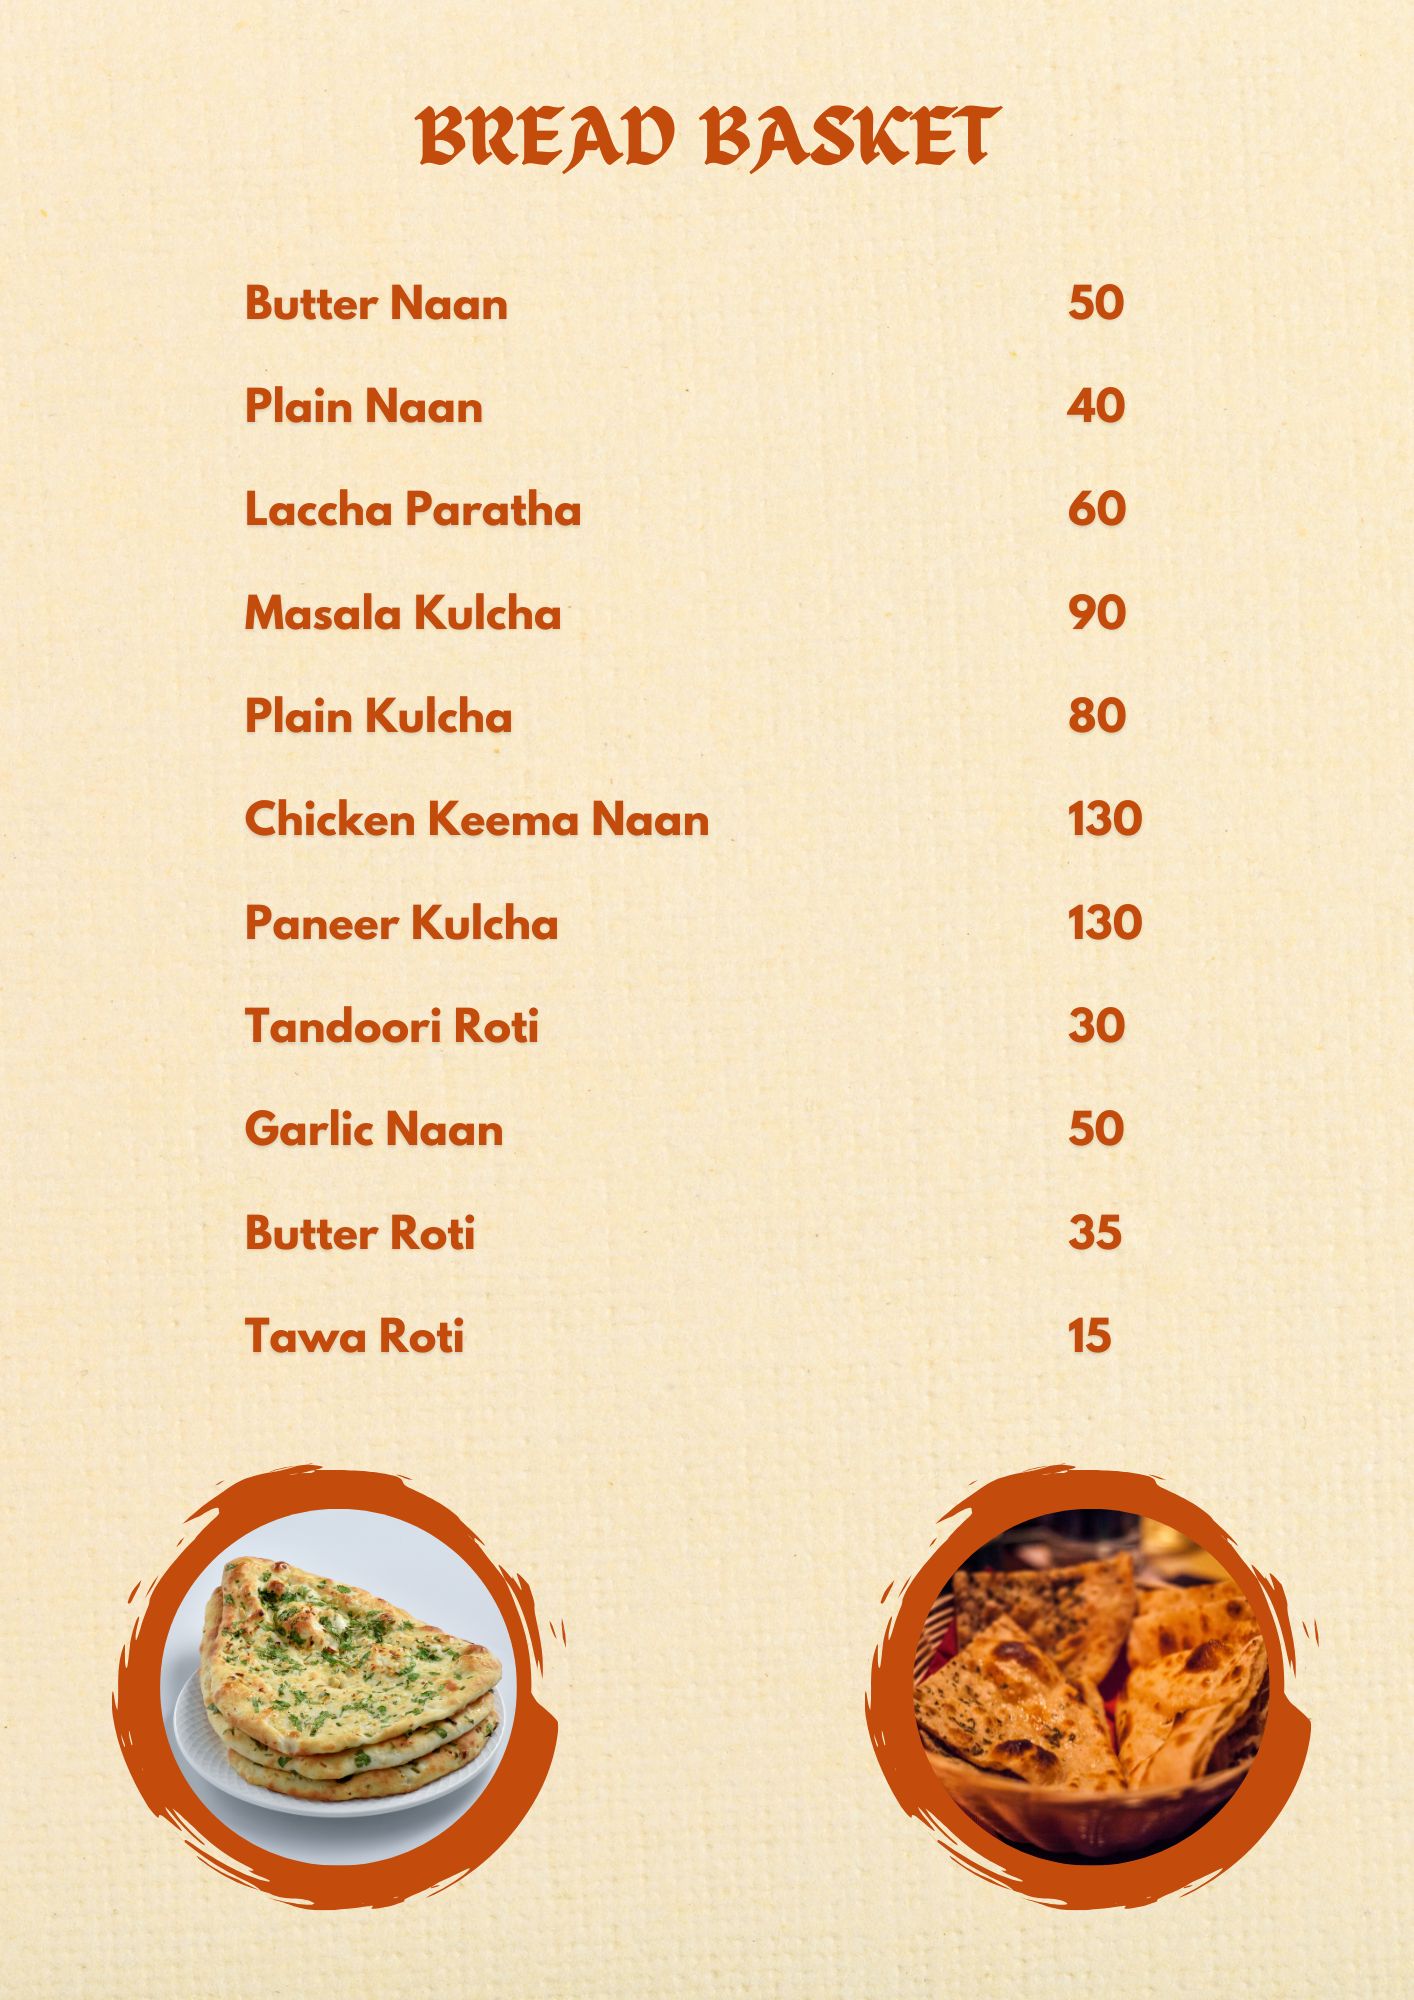 BREAD BASKET
Butter Naan 50
Plain Naan 40
Laccha Paratha 60
Masala Kulcha 90
Plain Kulcha 80
Chicken Keema Naan 130
Paneer Kulcha 130
Tandoori Roti 30
Garlic Naan 50
Butter Roti 35
Tawa Roti 15